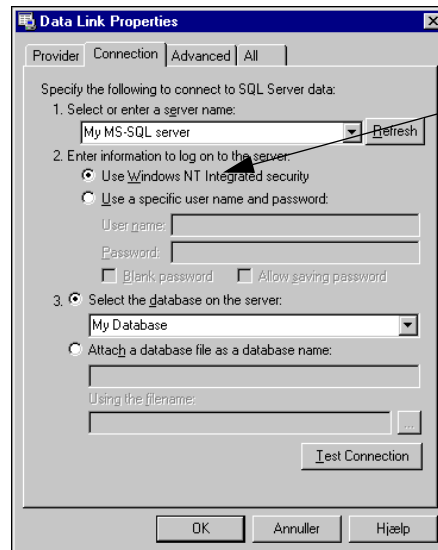 Data Link Properties
Provider Connection Advanced All
Specify the following to connect to SQL Server data:
1. Select or enter a server name:
My MS-SQL server Refresh
2. Enter information to log on to the server:
Use Windows NT Integrated security
Use a specific user name and password:
User name:
Password:
Blank password Allow saving password
3. Select the database on the server:
My Database
Attach a database file as a database name:
Using the filename:
...
Test Connection
OK Annuller Hjælp